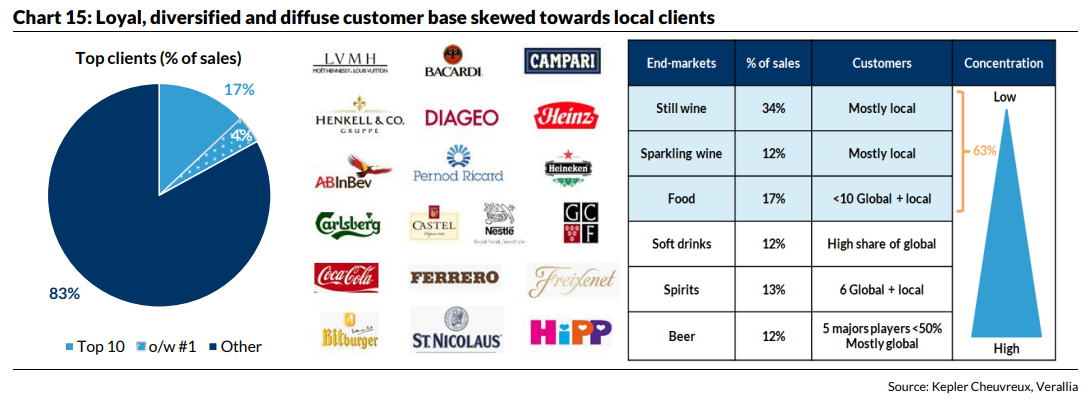 Chart 15: Loyal, diversified and diffuse customer base skewed towards local clients
Top clients (% of sales)
17%
4%
83%
Top 10
o/w #1
Other
LVMH
MOËT HENNESSY. LOUIS VUITTON
BACARDI
CAMPARI
HENKELL & CO.
GRUPPE
DIAGEO
Heinz
ABInBev
Pernod Ricard
Heineken
Carlsberg
CASTEL
Nestlé
Good Food, Good Life
GCF
Coca-Cola
FERRERO
Freixenet
Bitburger
ST. NICOLAUS
HiPP
End-markets % of sales Customers Concentration
Still wine 34% Mostly local
Sparkling wine 12% Mostly local
Food 17% <10 Global + local
Soft drinks 12% High share of global
Spirits 13% 6 Global + local
Beer 12% 5 majors players <50%
Mostly global
Low
63%
High
Source: Kepler Cheuvreux, Verallia